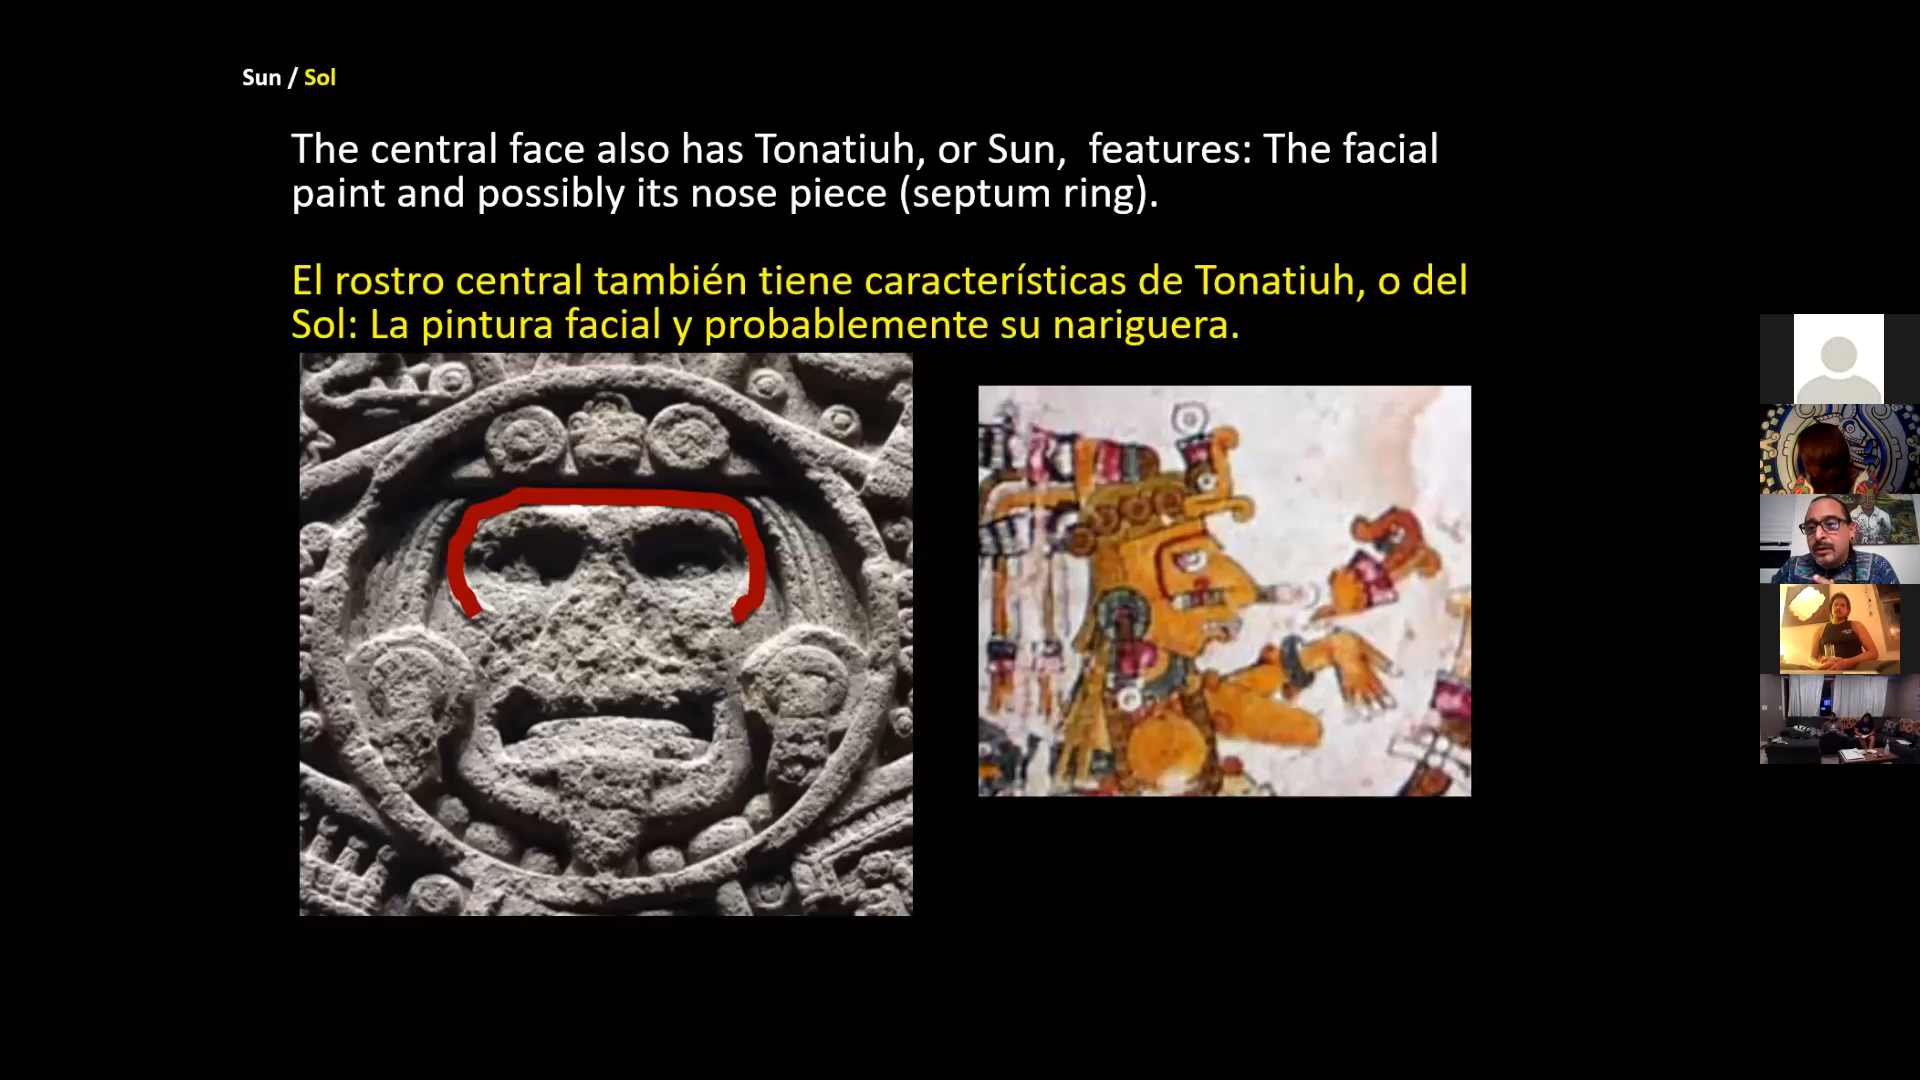 Sun / Sol
The central face also has Tonatiuh, or Sun,  features: The facial
paint and possibly its nose piece (septum ring).
El rostro central también tiene características de Tonatiuh, o del
Sol: La pintura facial y probablemente su nariguera.